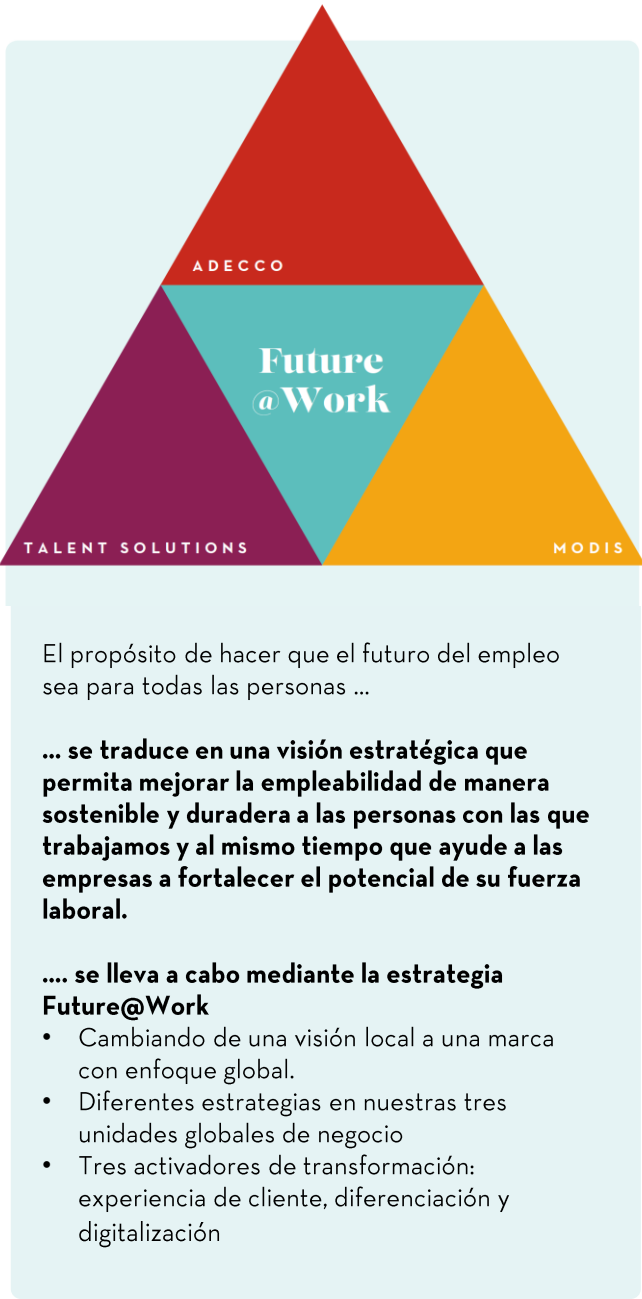 ADECCO
Future
@Work
TALENT SOLUTIONS
MODIS
El propósito de hacer que el futuro del empleo
sea para todas las personas ...
... se traduce en una visión estratégica que
permita mejorar la empleabilidad de manera
sostenible y duradera a las personas con las que
trabajamos y al mismo tiempo que ayude a las
empresas a fortalecer el potencial de su fuerza
laboral.
.... se lleva a cabo mediante la estrategia
Future@Work
• Cambiando de una visión local a una marca
con enfoque global.
• Diferentes estrategias en nuestras tres
unidades globales de negocio
• Tres activadores de transformación:
experiencia de cliente, diferenciación y
digitalización